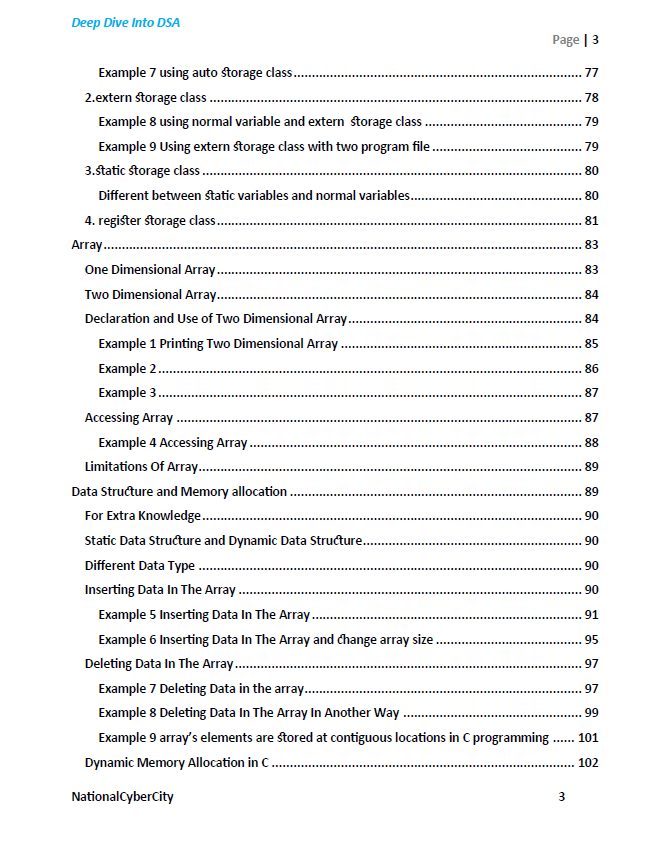 Deep Dive Into DSA
Page | 3
Example 7 using auto storage class 77
2.extern storage class 78
Example 8 using normal variable and extern storage class 79
Example 9 Using extern storage class with two program file 79
3.static storage class 80
Different between static variables and normal variables 80
4. register storage class 81
Array 83
One Dimensional Array 83
Two Dimensional Array 84
Declaration and Use of Two Dimensional Array 84
Example 1 Printing Two Dimensional Array 85
Example 2 86
Example 3 87
Accessing Array 87
Example 4 Accessing Array 88
Limitations Of Array 89
Data Structure and Memory allocation 89
For Extra Knowledge 90
Static Data Structure and Dynamic Data Structure 90
Different Data Type 90
Inserting Data In The Array 90
Example 5 Inserting Data In The Array 91
Example 6 Inserting Data In The Array and change array size 95
Deleting Data In The Array 97
Example 7 Deleting Data in the array 97
Example 8 Deleting Data In The Array In Another Way 99
Example 9 array's elements are stored at contiguous locations in C programming 101
Dynamic Memory Allocation in C 102
NationalCyberCity 3